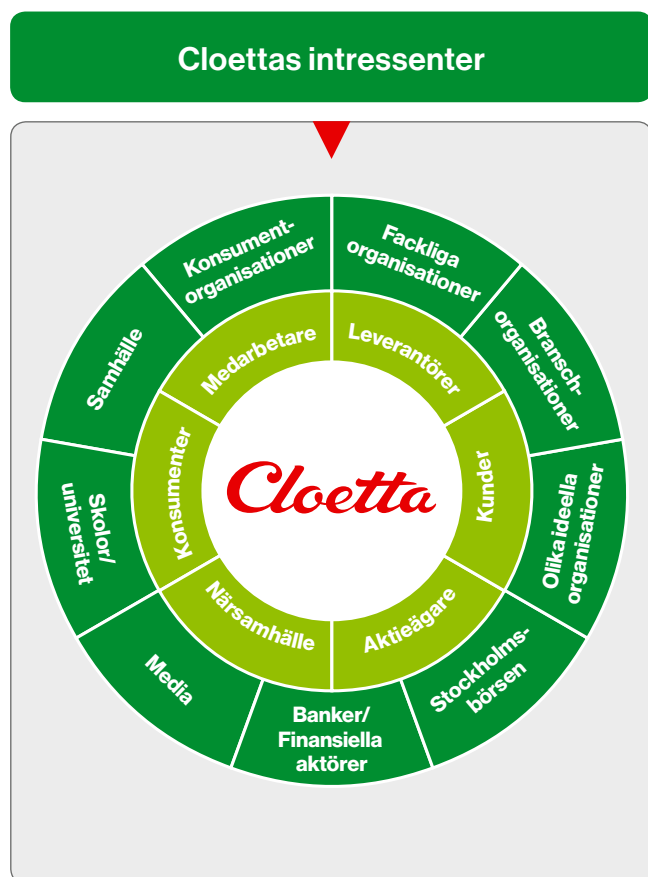 Cloettas intressenter
Konsument-
organisationer
Fackliga
organisationer
Bransch-
organisationer
Olika ideella
organisationer
Stockholms-
börsen
Banker/
Finansiella
aktörer
Media
Skolor/
universitet
Samhälle
Medarbetare
Leverantörer
Kunder
Aktieägare
Närsamhälle
Konsumenter
Cloetta